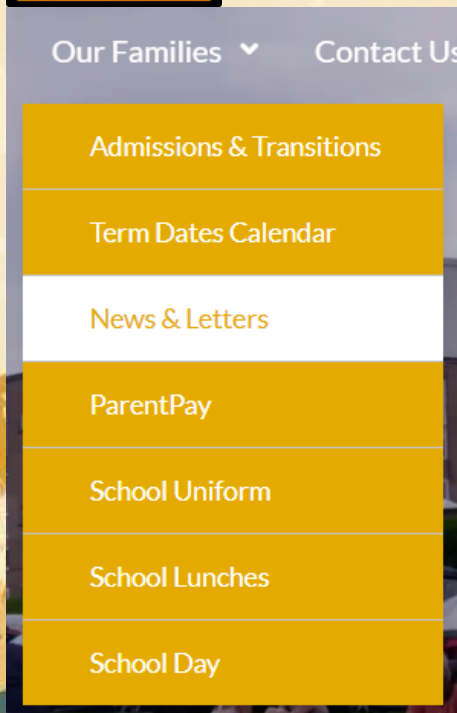 Our Families Contact Us
Admissions & Transitions
Term Dates Calendar
News & Letters
ParentPay
School Uniform
School Lunches
School Day